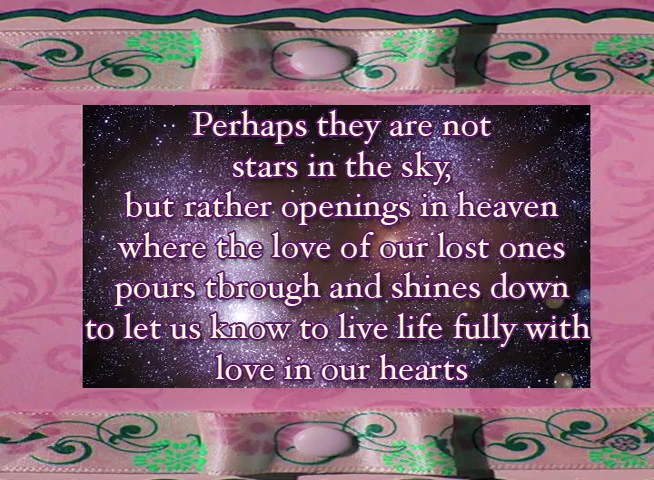 Perhaps they are not
stars in the sky,
but rather openings in heaven
where the love of our lost ones
pours tbrough and shines down
to let us know to live life fully with
love in our hearts